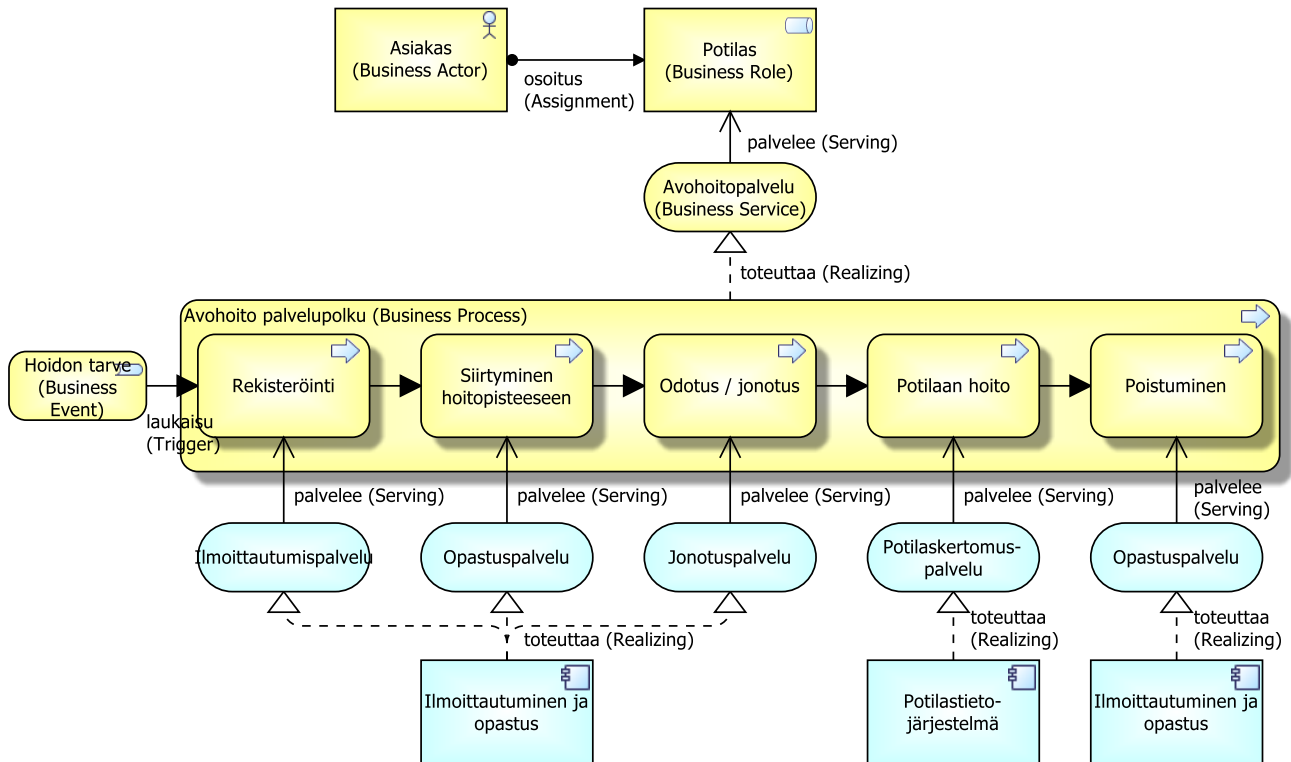 Asiakas
(Business Actor)
osoitus
(Assignment)
Potilas
(Business Role)
palvelee (Serving)
Avohoitopalvelu
(Business Service)
toteuttaa (Realizing)
Avohoito palvelupolku (Business Process)
Hoidon tarve
(Business
Event)
laukaisu
(Trigger)
Rekisteröinti
Siirtyminen
hoitopisteeseen
Odotus / jonotus
Potilaan hoito
Poistuminen
palvelee (Serving)
palvelee (Serving)
palvelee (Serving)
palvelee (Serving)
palvelee
(Serving)
Ilmoittautumispalvelu
Opastuspalvelu
Jonotuspalvelu
Potilaskertomus-
palvelu
Opastuspalvelu
toteuttaa (Realizing)
toteuttaa
(Realizing)
toteuttaa
(Realizing)
Ilmoittautuminen ja
opastus
Potilastieto-
järjestelmä
Ilmoittautuminen ja
opastus